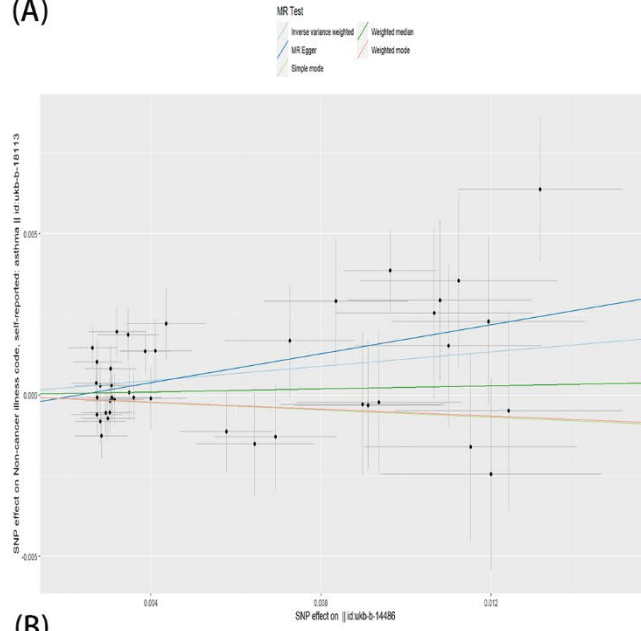 (A)
MR Test
Inverse variance weighted
Weighted median
MR Egger
Weighted mode
Simple mode
SNP effect on Non-cancer illness code, self-reported: asthma || id:ukb-b-18113
0.005
0.000
-0.005
0.004
0.008
0.012
SNP effect on || id:ukb-b-14486
(B)